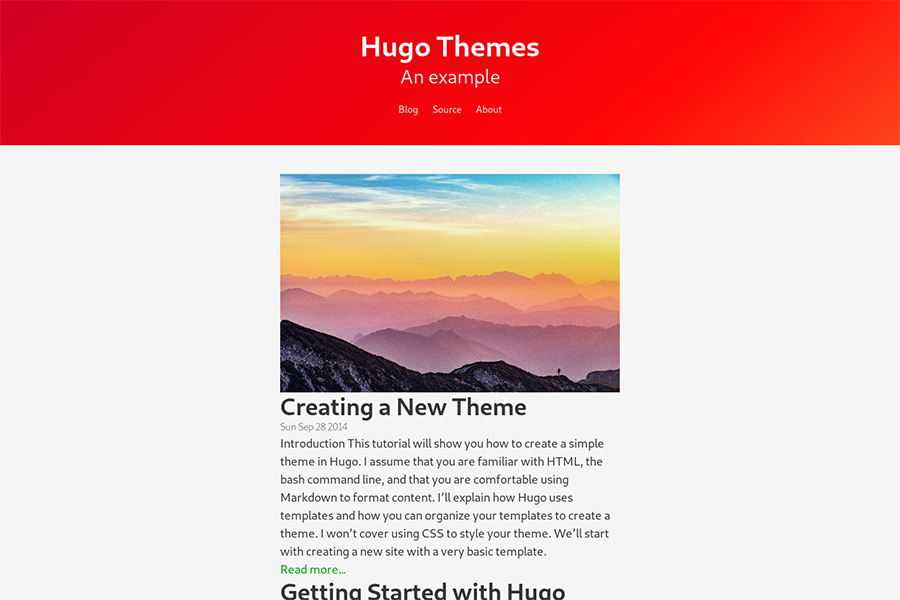 Hugo Themes
An example
Blog Source About
Creating a New Theme
Sun Sep 28 2014
Introduction This tutorial will show you how to create a simple
theme in Hugo. I assume that you are familiar with HTML, the
bash command line, and that you are comfortable using
Markdown to format content. I’ll explain how Hugo uses
templates and how you can organize your templates to create a
theme. I won’t cover using CSS to style your theme. We’ll start
with creating a new site with a very basic template.
Read more…
Getting Started with Hugo